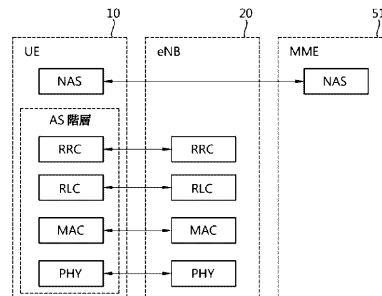 10
20
51
UE
eNB
MME
NAS
NAS
AS 階層
RRC
RRC
RLC
RLC
MAC
MAC
PHY
PHY